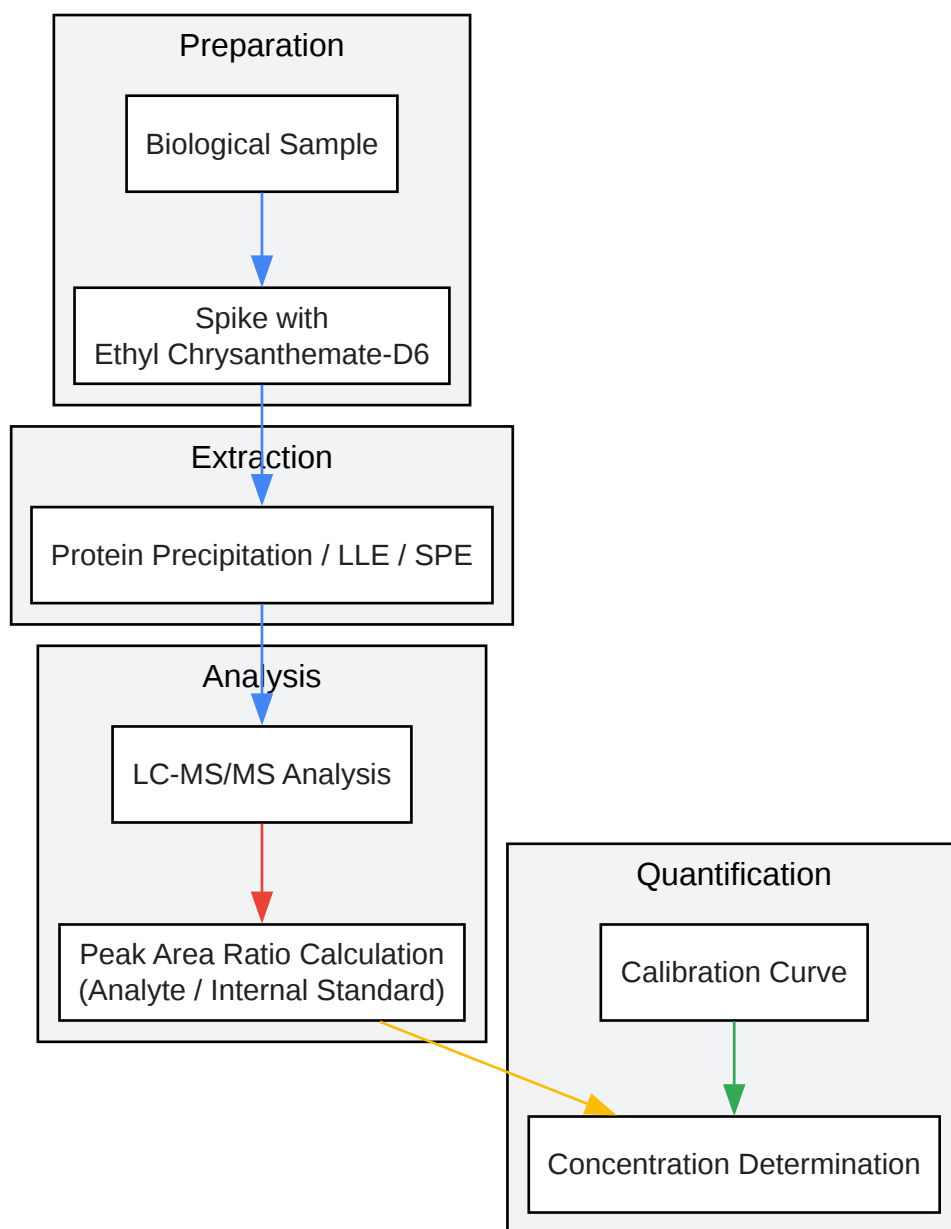 Preparation
Biological Sample
Spike with
Ethyl Chrysanthemate-D6
Extraction
Protein Precipitation / LLE / SPE
Analysis
LC-MS/MS Analysis
Peak Area Ratio Calculation
(Analyte / Internal Standard)
Quantification
Calibration Curve
Concentration Determination